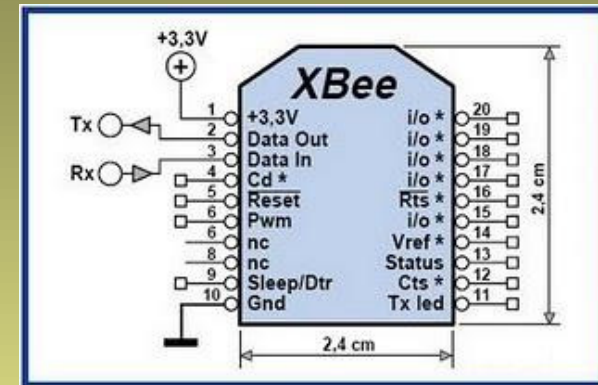 +3,3V
XBee
1 +3,3V i/o * 20
Tx 2 Data Out i/o * 19
3 Data In i/o * 18
Rx 4 Cd * i/o * 17
5 Reset Rts * 16
6 Pwm i/o * 15
6 nc Vref * 14
8 nc Status 13
9 Sleep/Dtr Cts * 12
10 Gnd Tx led 11
2,4 cm
2,4 cm